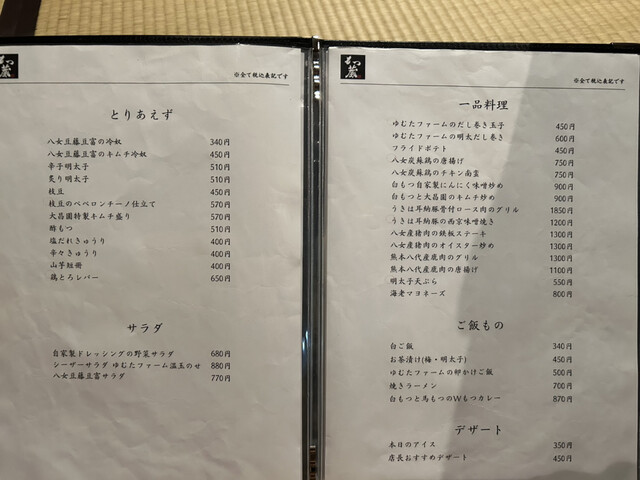 もつ蔵
※全て税込表記です
とりあえず
八女豆藤豆富の冷奴 340円
八女豆藤豆富のキムチ冷奴 450円
辛子明太子 510円
炙り明太子 510円
枝豆 450円
枝豆のペペロンチーノ仕立て 570円
大昌園特製キムチ盛り 570円
酢もつ 510円
塩だれきゅうり 400円
辛々きゅうり 400円
山芋短冊 400円
鶏とろレバー 650円
サラダ
自家製ドレッシングの野菜サラダ 680円
シーザーサラダ ゆむたファーム温玉のせ 880円
八女豆藤豆富サラダ 770円
もつ蔵
※全て税込表記です
一品料理
ゆむたファームのだし巻き玉子 450円
ゆむたファームの明太だし巻き 600円
フライドポテト 450円
八女炭蘇鶏の唐揚げ 750円
八女炭蘇鶏のチキン南蛮 750円
白もつ自家製にんにく味噌炒め 900円
白もつと大昌園のキムチ炒め 900円
うきは耳納豚骨付ロース肉のグリル 1850円
うきは耳納豚の西京味噌焼き 1200円
八女産猪肉の鉄板ステーキ 1300円
八女産猪肉のオイスター炒め 1300円
熊本八代産鹿肉のグリル 1300円
熊本八代産鹿肉の唐揚げ 1100円
明太子天ぷら 550円
海老マヨネーズ 800円
ご飯もの
白ご飯 340円
お茶漬け(梅・明太子) 450円
ゆむたファームの卵かけご飯 500円
焼きラーメン 700円
白もつと馬もつのWもつカレー 870円
デザート
本日のアイス 350円
店長おすすめデザート 450円